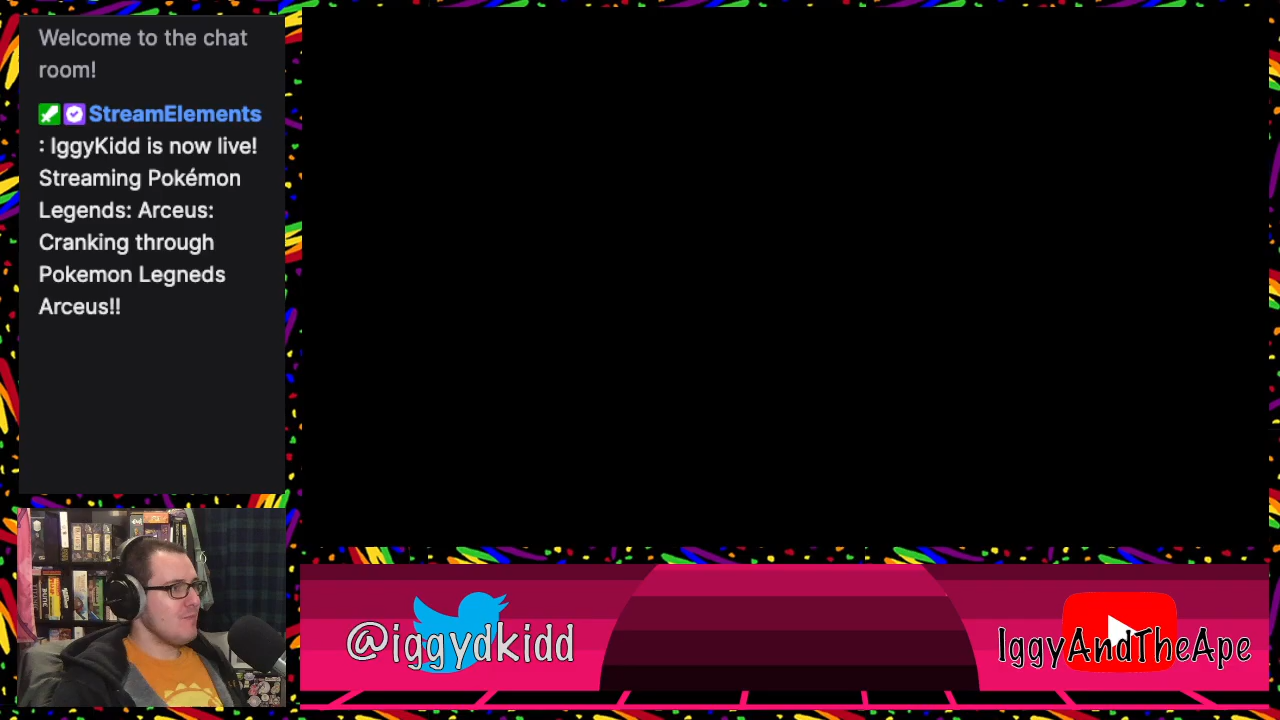 Welcome to the chat
room!
StreamElements
: IggyKidd is now live!
Streaming Pokémon
Legends: Arceus:
Cranking through
Pokemon Legneds
Arceus!!
@iggydkidd
IggyAndTheApe